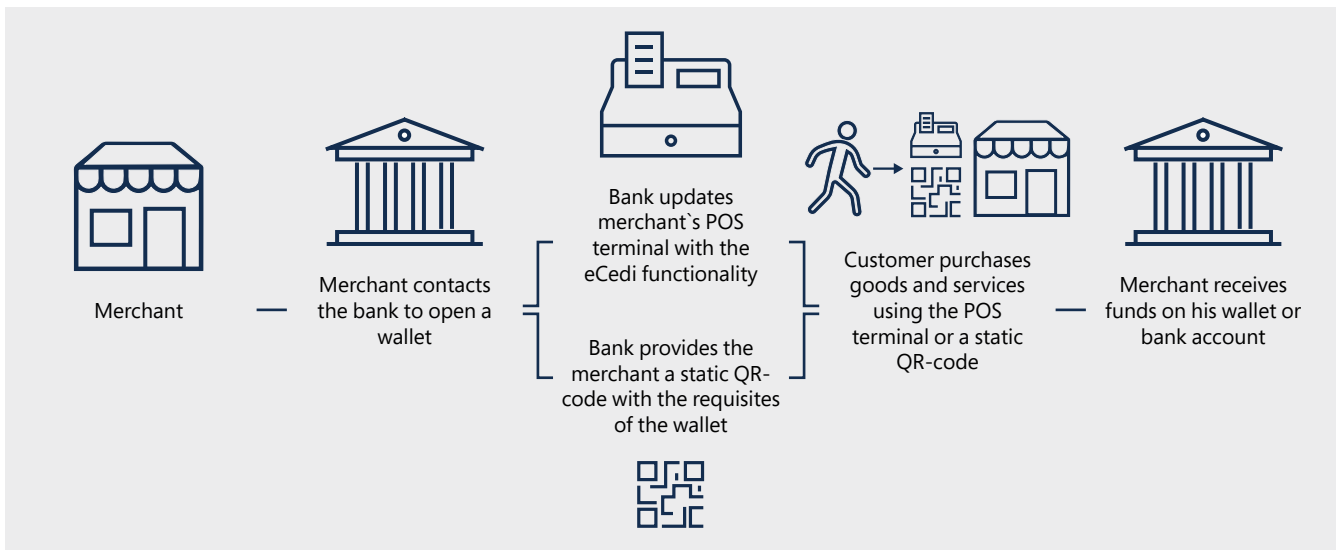 Merchant
Merchant contacts
the bank to open a
wallet
Bank updates
merchant`s POS
terminal with the
eCedi functionality
Bank provides the
merchant a static QR-
code with the requisites
of the wallet
Customer purchases
goods and services
using the POS
terminal or a static
QR-code
Merchant receives
funds on his wallet or
bank account